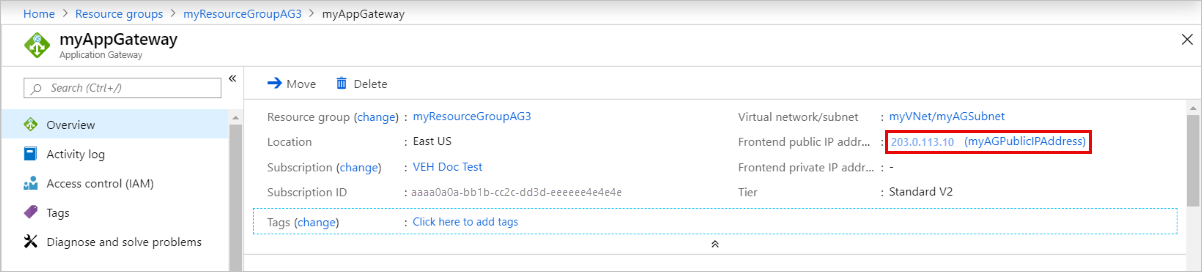 Home > Resource groups > myResourceGroupAG3 > myAppGateway
myAppGateway
Application Gateway
Search (Ctrl+/)
Overview
Activity log
Access control (IAM)
Tags
Diagnose and solve problems
Move Delete
Resource group (change) : myResourceGroupAG3
Location : East US
Subscription (change) : VEH Doc Test
Subscription ID : aaaa0a0a-bb1b-cc2c-dd3d-eeeeee4e4e4e
Tags (change) : Click here to add tags
Virtual network/subnet : myVNet/myAGSubnet
Frontend public IP addr... : 203.0.113.10 (myAGPublicIPAddress)
Frontend private IP addr... : -
Tier : Standard V2